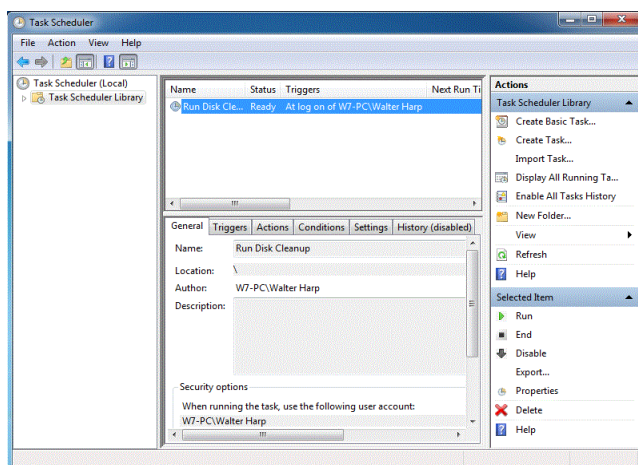 Task Scheduler
File Action View Help
Task Scheduler (Local)
Task Scheduler Library
Name Status Triggers Next Run Ti
Run Disk Cle... Ready At log on of W7-PC\Walter Harp
General Triggers Actions Conditions Settings History (disabled)
Name: Run Disk Cleanup
Location: \
Author: W7-PC\Walter Harp
Description:
Security options
When running the task, use the following user account:
W7-PC\Walter Harp
Actions
Task Scheduler Library
Create Basic Task...
Create Task...
Import Task...
Display All Running Ta...
Enable All Tasks History
New Folder...
View
Refresh
Help
Selected Item
Run
End
Disable
Export...
Properties
Delete
Help